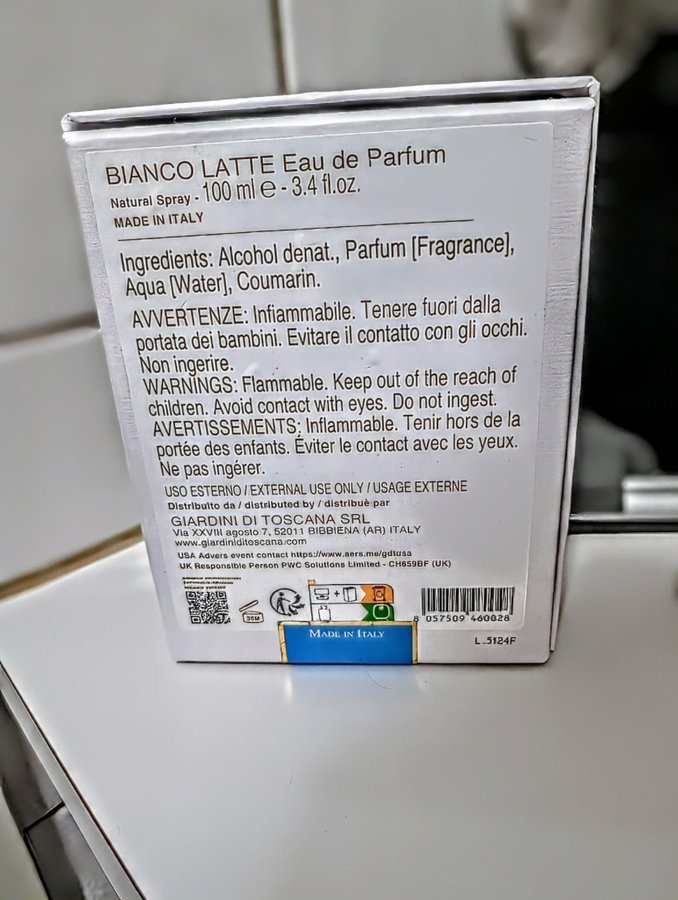 BIANCO LATTE Eau de Parfum
Natural Spray - 100 ml e - 3.4 fl.oz.
MADE IN ITALY
Ingredients: Alcohol denat., Parfum [Fragrance],
Aqua [Water], Coumarin.
AVVERTENZE: Infiammabile. Tenere fuori dalla
portata dei bambini. Evitare il contatto con gli occhi.
Non ingerire.
WARNINGS: Flammable. Keep out of the reach of
children. Avoid contact with eyes. Do not ingest.
AVERTISSEMENTS: Inflammable. Tenir hors de la
portée des enfants. Éviter le contact avec les yeux.
Ne pas ingérer.
USO ESTERNO / EXTERNAL USE ONLY / USAGE EXTERNE
Distribuito da / distributed by / distribuè par
GIARDINI DI TOSCANA SRL
Via XXVIII agosto 7, 52011 BIBBIENA (AR) ITALY
www.giardiniditoscana.com
USA Advers event contact https://www.aers.me/gdtusa
UK Responsible Person PWC Solutions Limited - CH659BF (UK)
36M
8 057509 460028
MADE IN ITALY
L.5124F